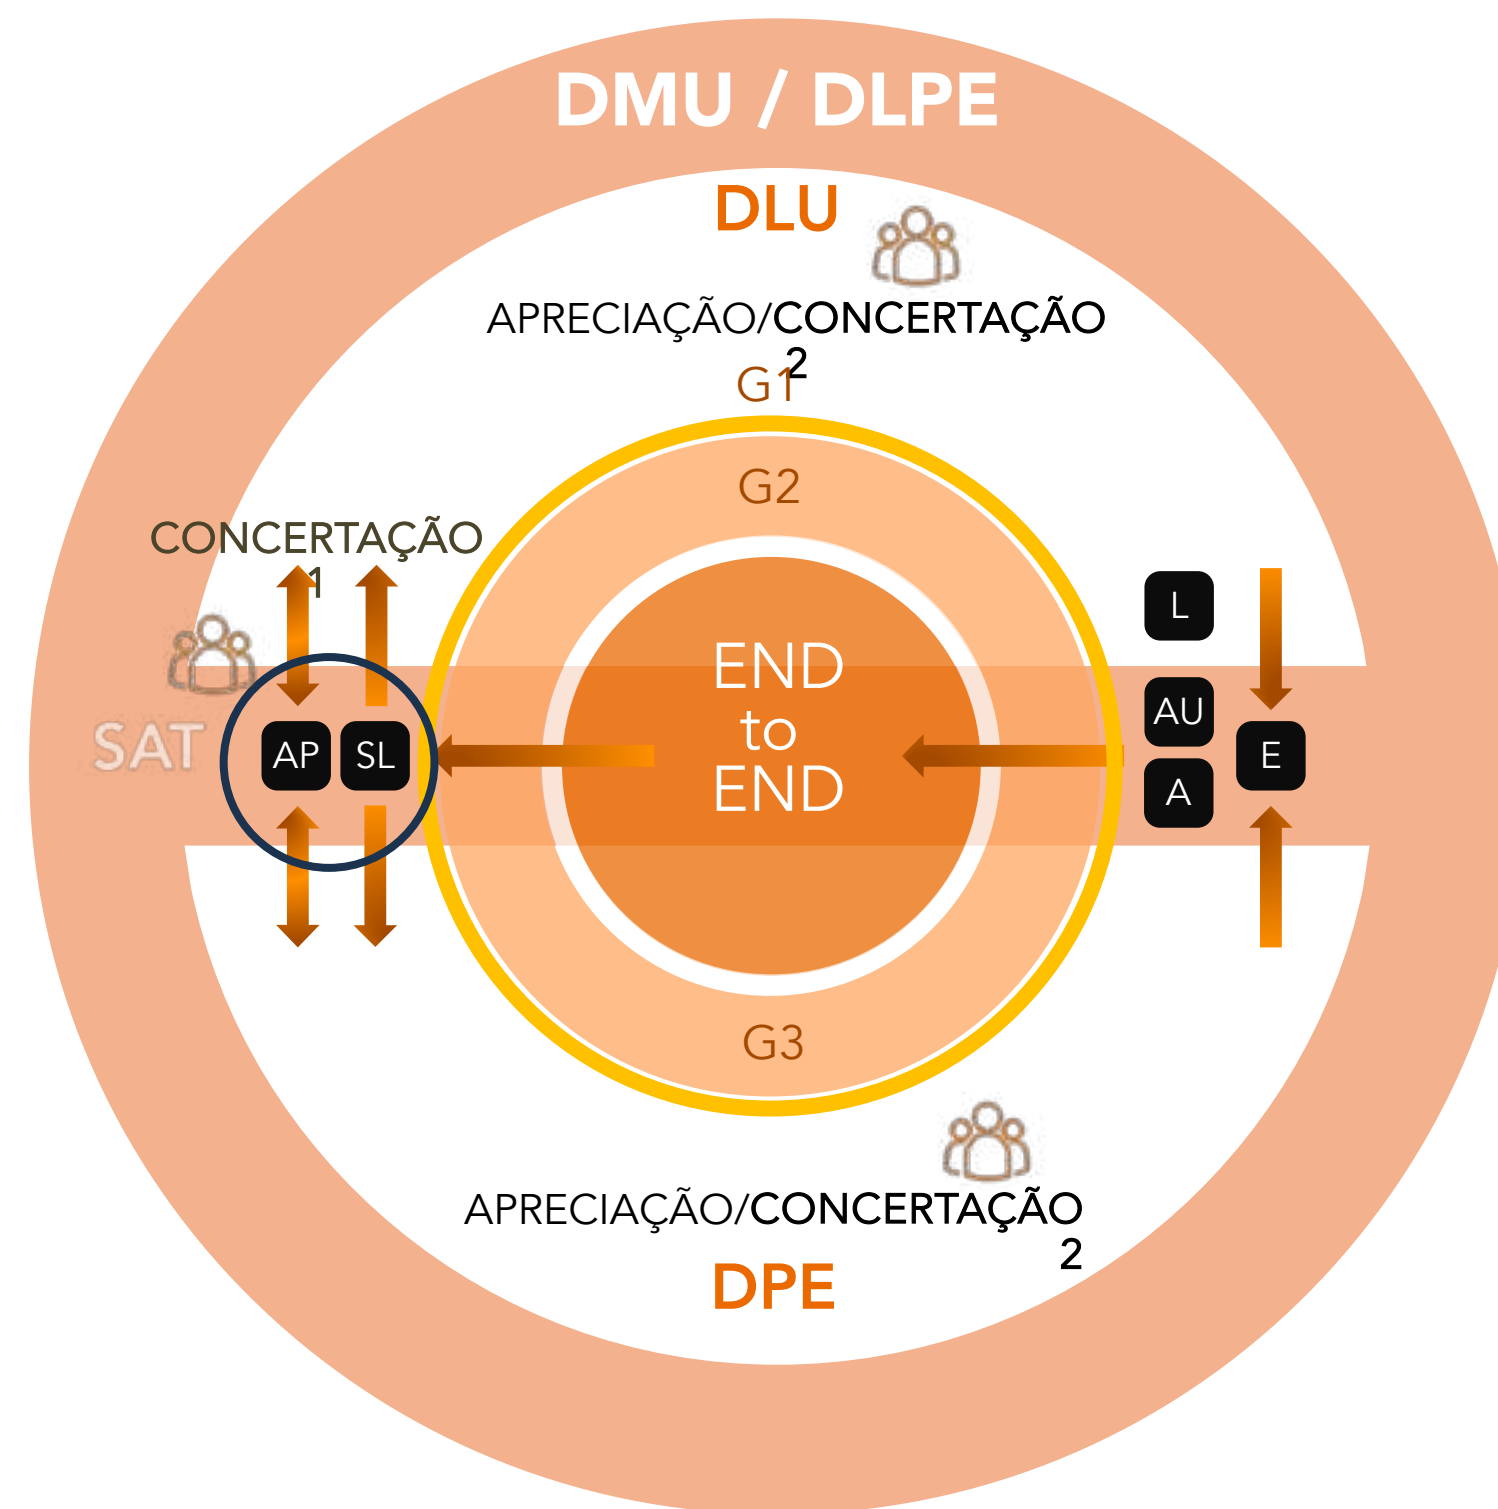 DMU / DLPE
DLU
APRECIAÇÃO/CONCERTAÇÃO
2
G1
G2
CONCERTAÇÃO
1
SAT
AP
SL
END
to
END
L
AU
A
E
G3
APRECIAÇÃO/CONCERTAÇÃO
2
DPE